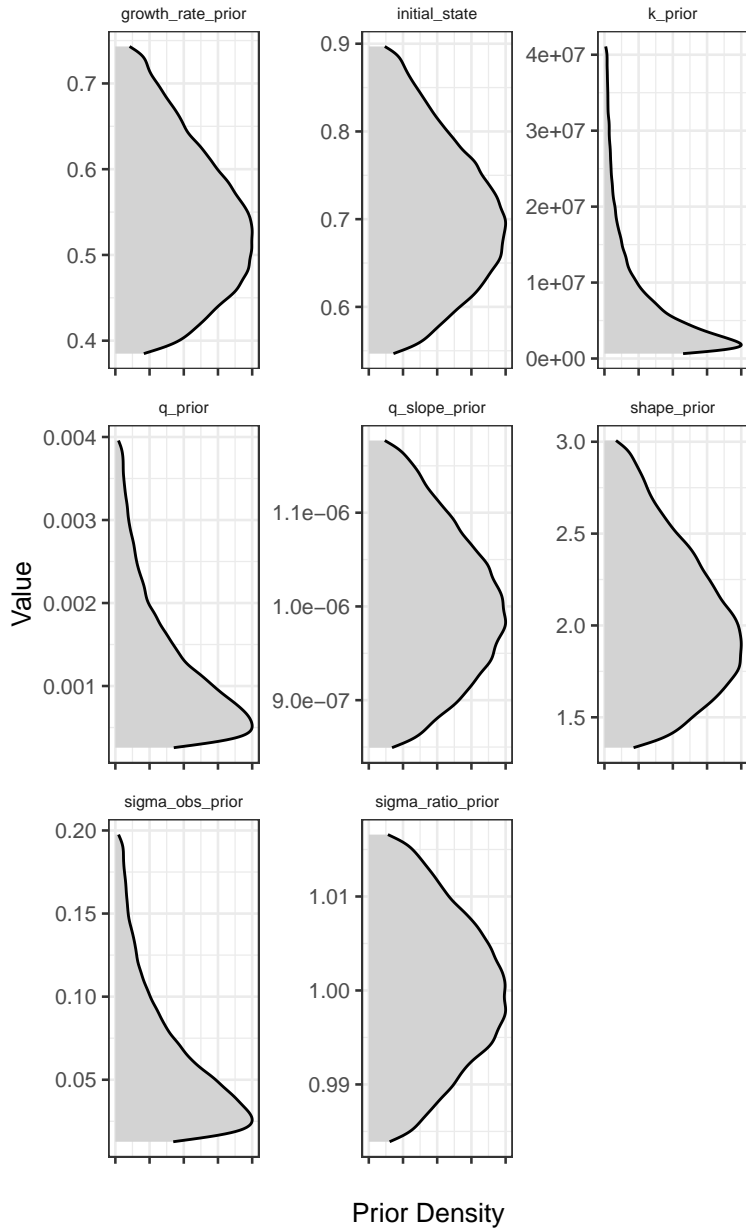 growth_rate_prior
initial_state
k_prior
0.7
0.6
0.5
0.4
0.9
0.8
0.7
0.6
4e+07
3e+07
2e+07
1e+07
0e+00
q_prior
q_slope_prior
shape_prior
0.004
0.003
0.002
0.001
1.1e−06
1.0e−06
9.0e−07
3.0
2.5
2.0
1.5
Value
sigma_obs_prior
sigma_ratio_prior
0.20
0.15
0.10
0.05
1.01
1.00
0.99
Prior Density